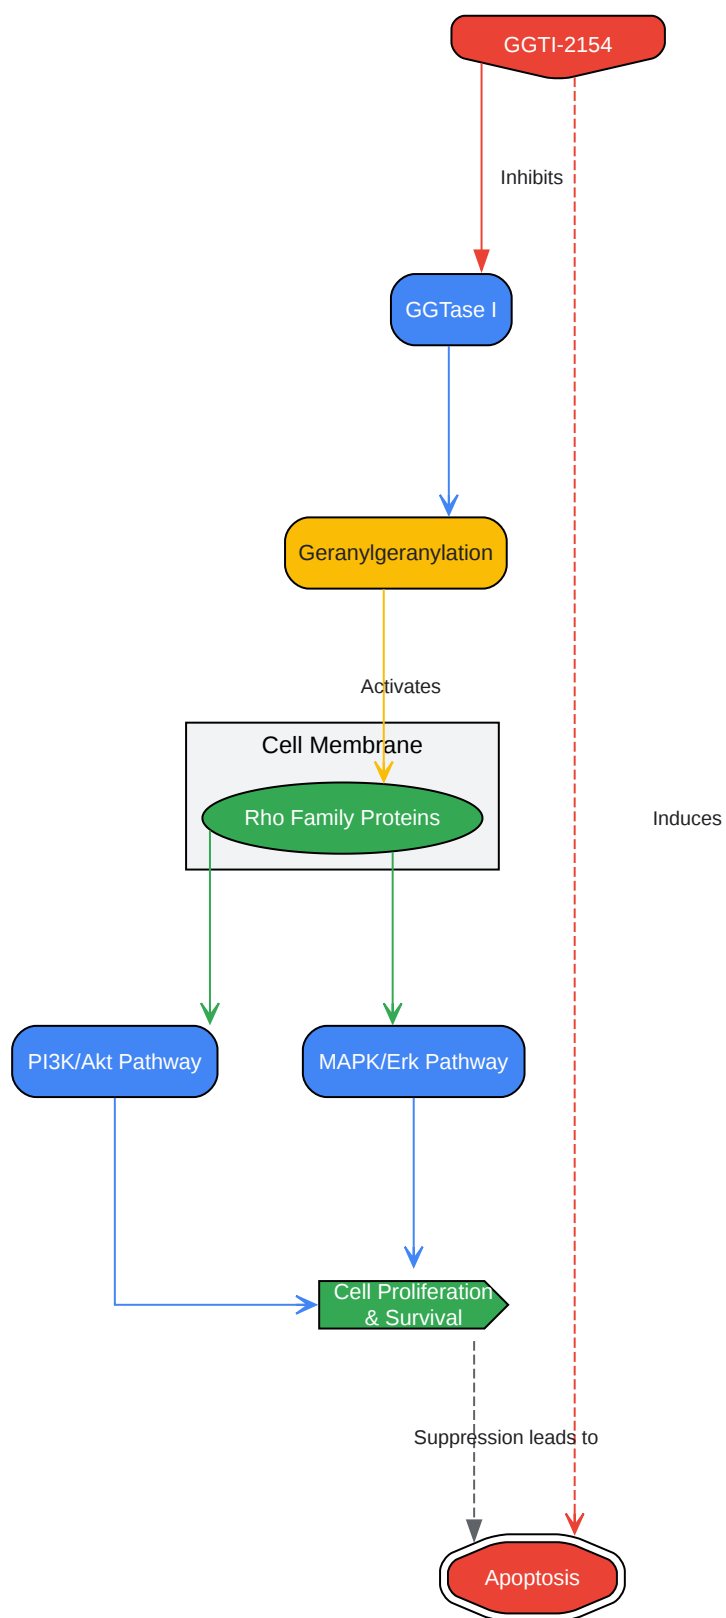 GGTI-2154
Inhibits
GGTase I
Geranylgeranylation
Activates
Cell Membrane
Rho Family Proteins
Induces
PI3K/Akt Pathway
MAPK/Erk Pathway
Cell Proliferation
& Survival
Suppression leads to
Apoptosis